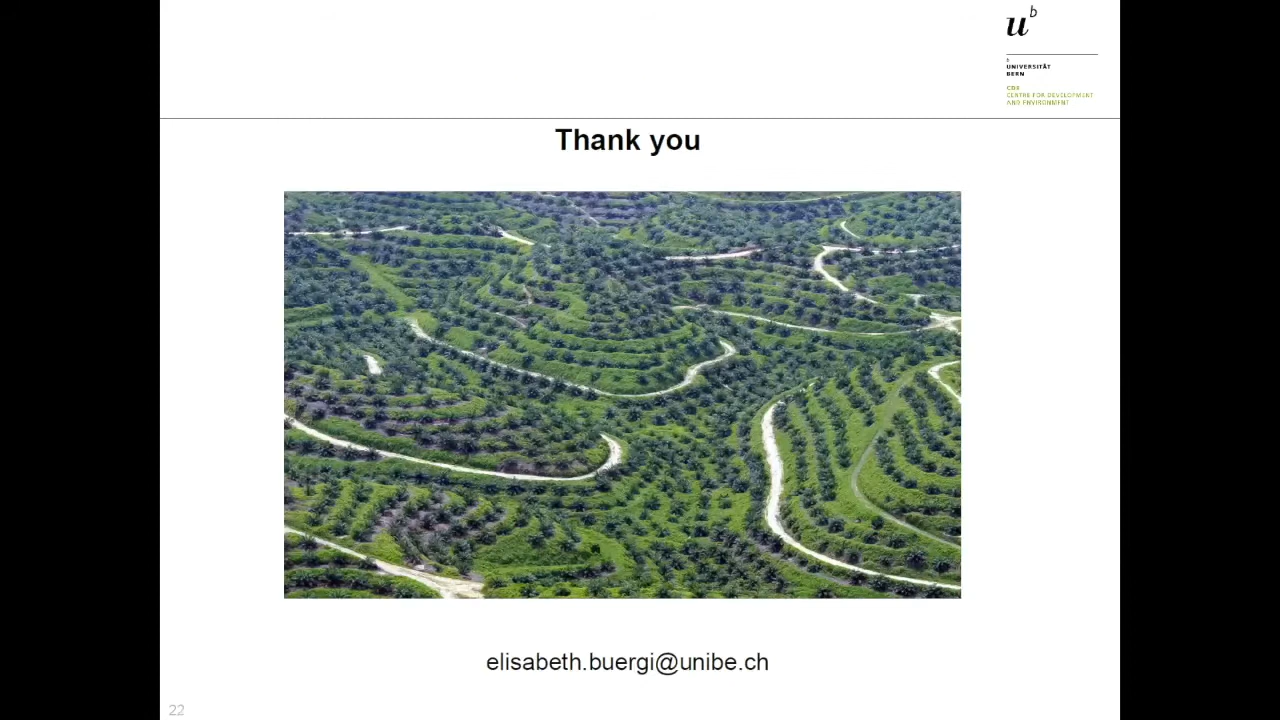 u
b
b
UNIVERSITÄT
BERN
CDE
CENTRE FOR DEVELOPMENT
AND ENVIRONMENT
Thank you
elisabeth.buergi@unibe.ch
22